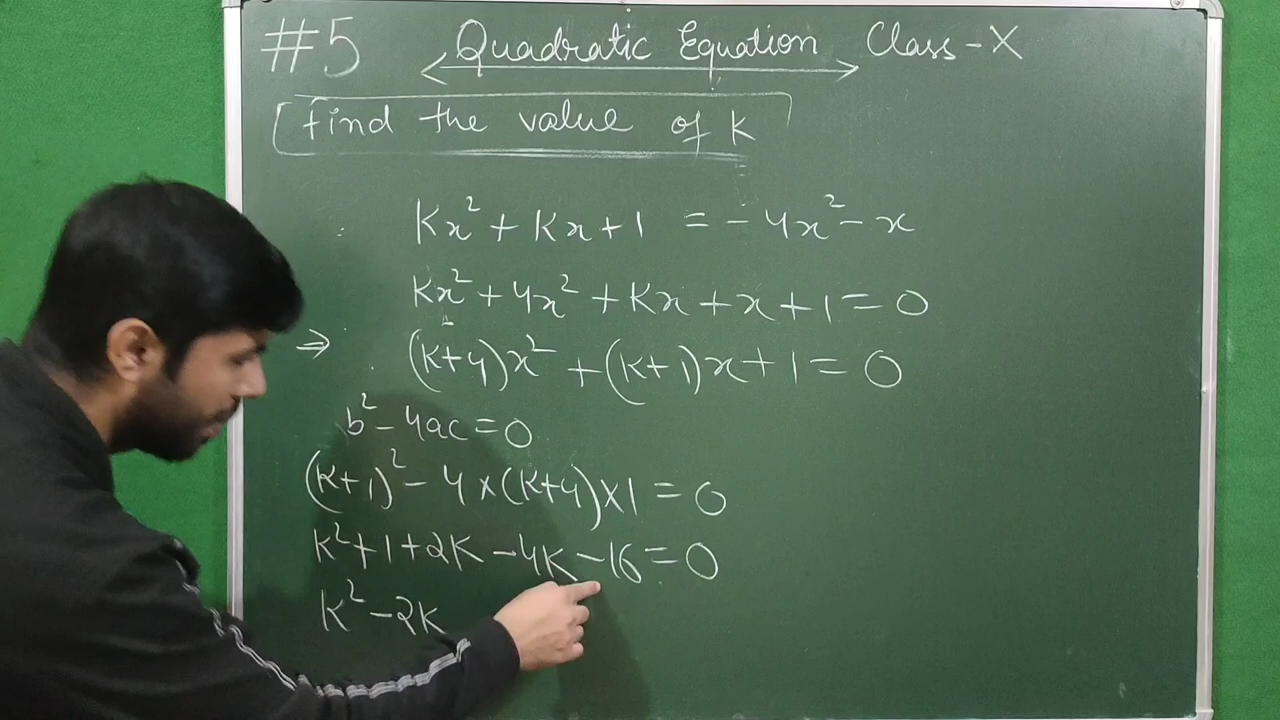 #5 Quadratic Equation Class-X
Find the value of K
Kx² + Kx + 1 = - 4x² - x
Kx² + 4x² + Kx + x + 1 = 0
⇒ (K+4)x² + (K+1)x + 1 = 0
b² - 4ac = 0
(K+1)² - 4 × (K+4) × 1 = 0
K² + 1 + 2K - 4K - 16 = 0
K² - 2K